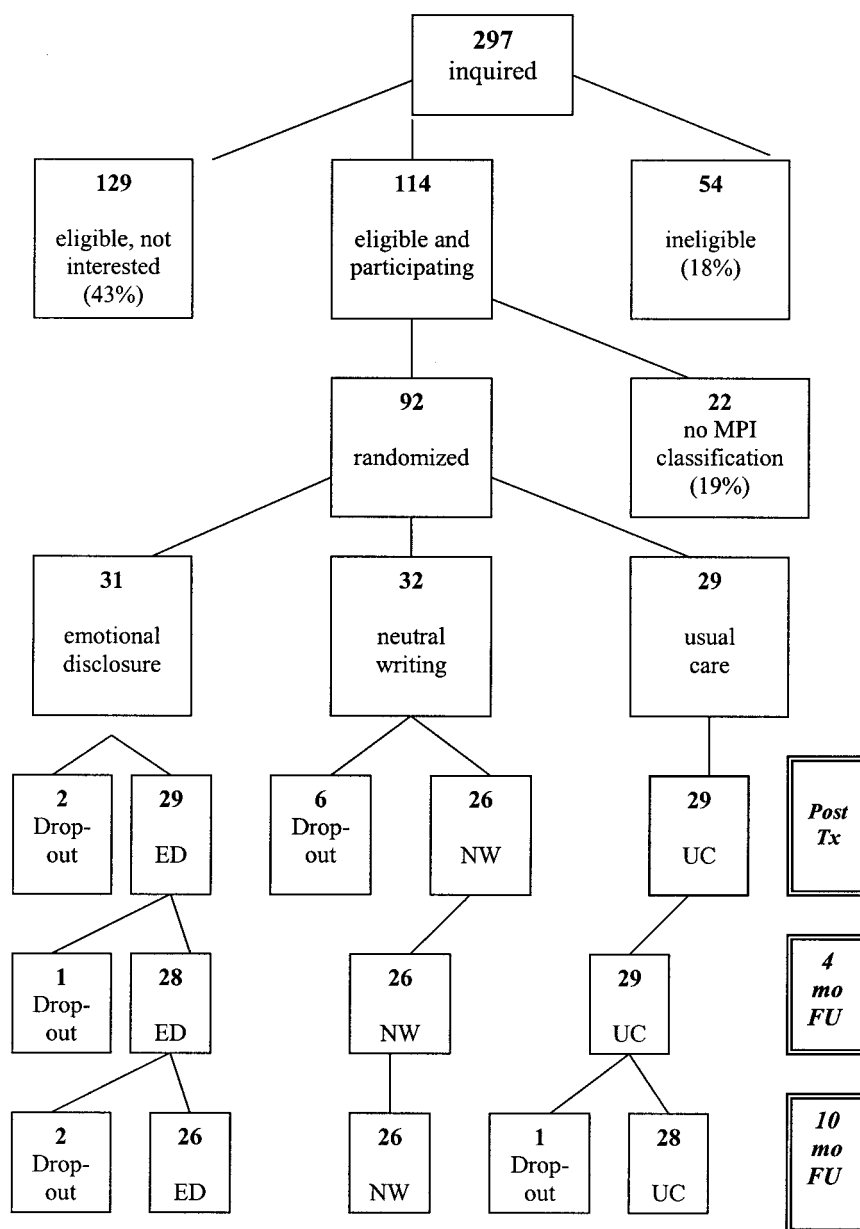 297
inquired
129
eligible, not
interested
(43%)
114
eligible and
participating
54
ineligible
(18%)
92
randomized
22
no MPI
classification
(19%)
31
emotional
disclosure
32
neutral
writing
29
usual
care
2
Drop-
out
29
ED
6
Drop-
out
26
NW
29
UC
Post
Tx
1
Drop-
out
28
ED
26
NW
29
UC
4
mo
FU
2
Drop-
out
26
ED
26
NW
1
Drop-
out
28
UC
10
mo
FU